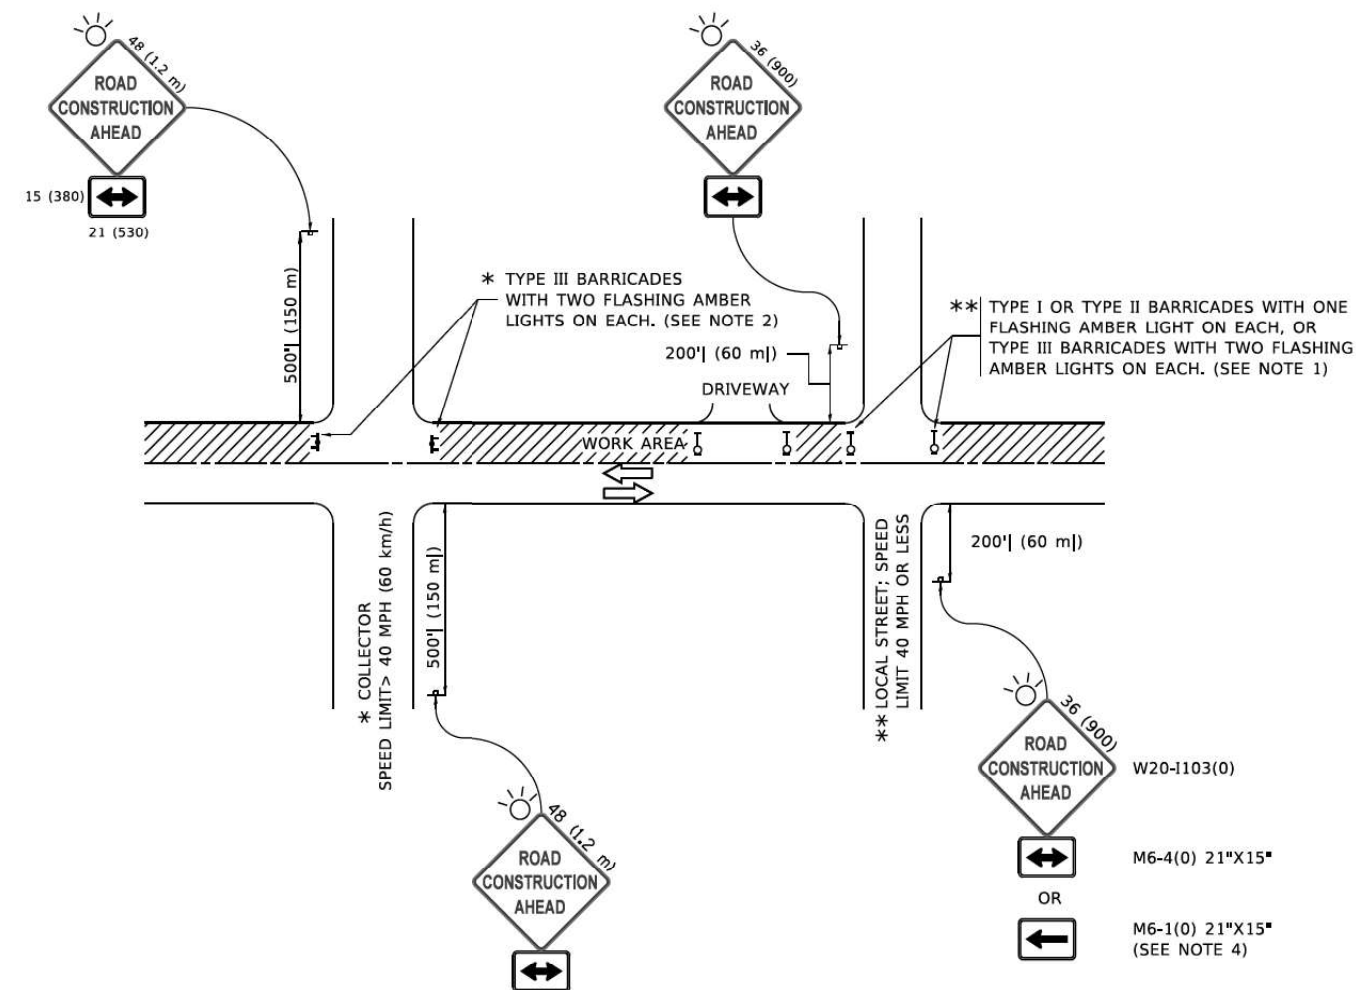 48 (1.2 m)
ROAD
CONSTRUCTION
AHEAD
15 (380)
21 (530)
36 (900)
ROAD
CONSTRUCTION
AHEAD
500'| (150 m)
* TYPE III BARRICADES
WITH TWO FLASHING AMBER
LIGHTS ON EACH. (SEE NOTE 2)
200'| (60 m|)
DRIVEWAY
** TYPE I OR TYPE II BARRICADES WITH ONE
FLASHING AMBER LIGHT ON EACH, OR
TYPE III BARRICADES WITH TWO FLASHING
AMBER LIGHTS ON EACH. (SEE NOTE 1)
WORK AREA
* COLLECTOR
SPEED LIMIT> 40 MPH (60 km/h)
500'| (150 m|)
**LOCAL STREET; SPEED
LIMIT 40 MPH OR LESS
200'| (60 m|)
48 (1.2 m)
ROAD
CONSTRUCTION
AHEAD
36 (900)
ROAD
CONSTRUCTION
AHEAD
W20-I103(0)
M6-4(0) 21"X15"
OR
M6-1(0) 21"X15"
(SEE NOTE 4)